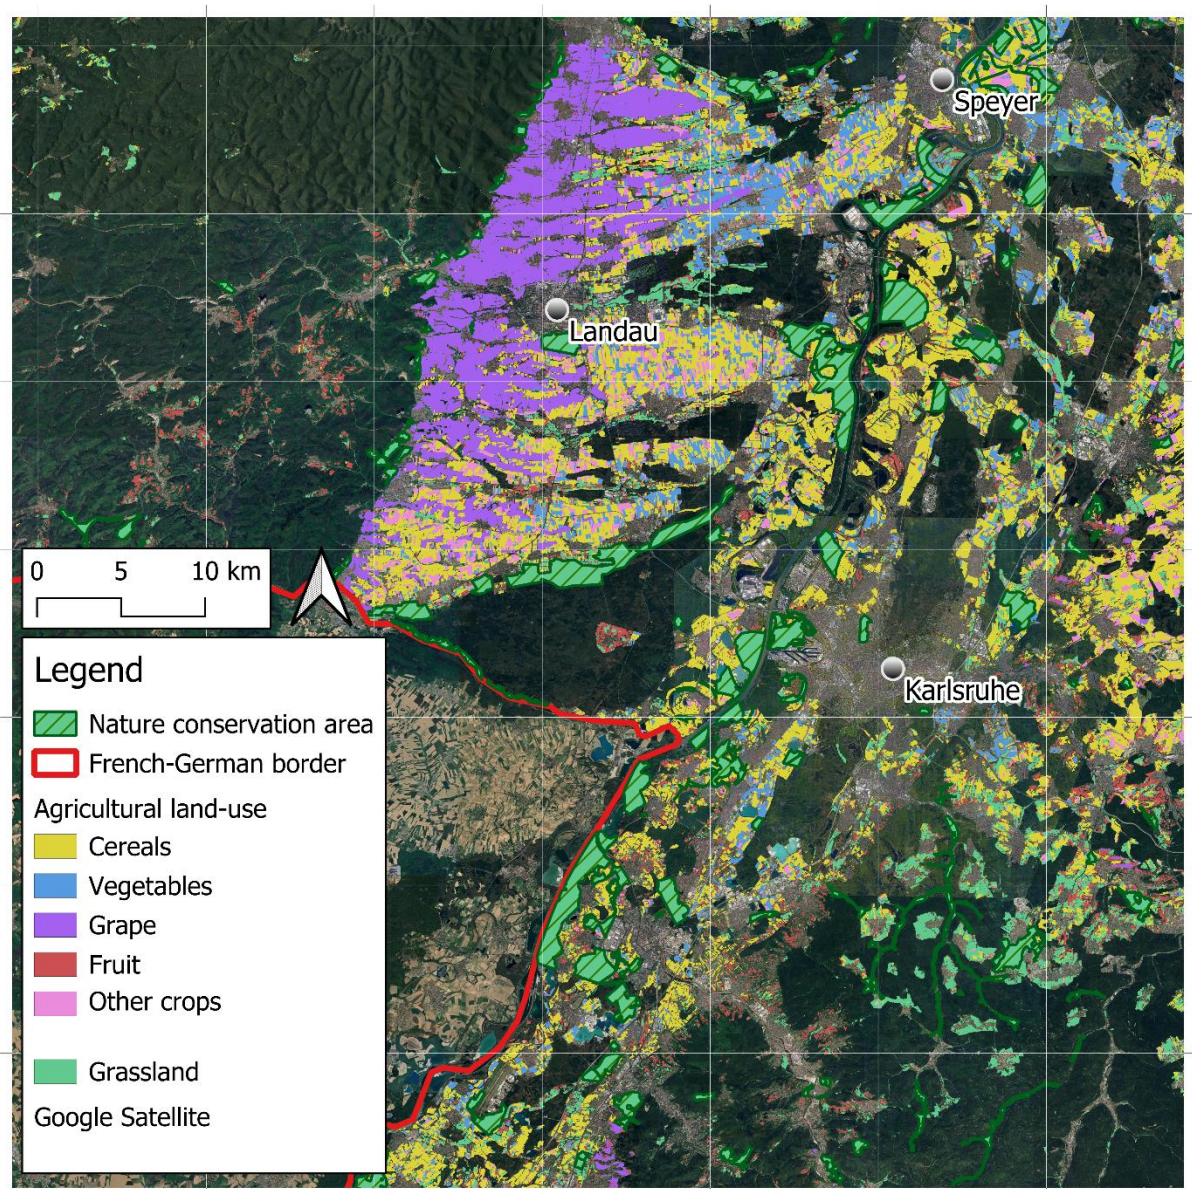 Speyer
Landau
0 5 10 km
Karlsruhe
Legend
Nature conservation area
French-German border
Agricultural land-use
Cereals
Vegetables
Grape
Fruit
Other crops
Grassland
Google Satellite